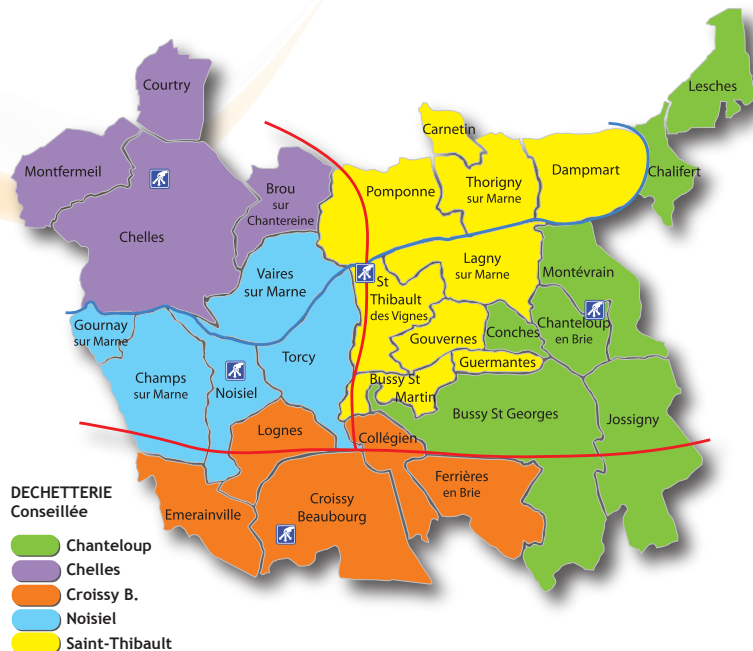 Lesches
Courtry
Carnetin
Montfermeil
Dampmart
Chalifert
Pomponne
Thorigny
sur Marne
Brou
sur
Chantereine
Chelles
Lagny
sur Marne
Vaires
sur Marne
Montévrain
St
Thibault
des Vignes
Gournay
sur Marne
Conches
Chanteloup
en Brie
Gouvernes
Torcy
Guermantes
Champs
sur Marne
Noisiel
Bussy St
Martin
Bussy St Georges
Jossigny
Lognes
Collégien
Ferrières
en Brie
Emerainville
Croissy
Beaubourg
DECHETTERIE
Conseillée
Chanteloup
Chelles
Croissy B.
Noisiel
Saint-Thibault